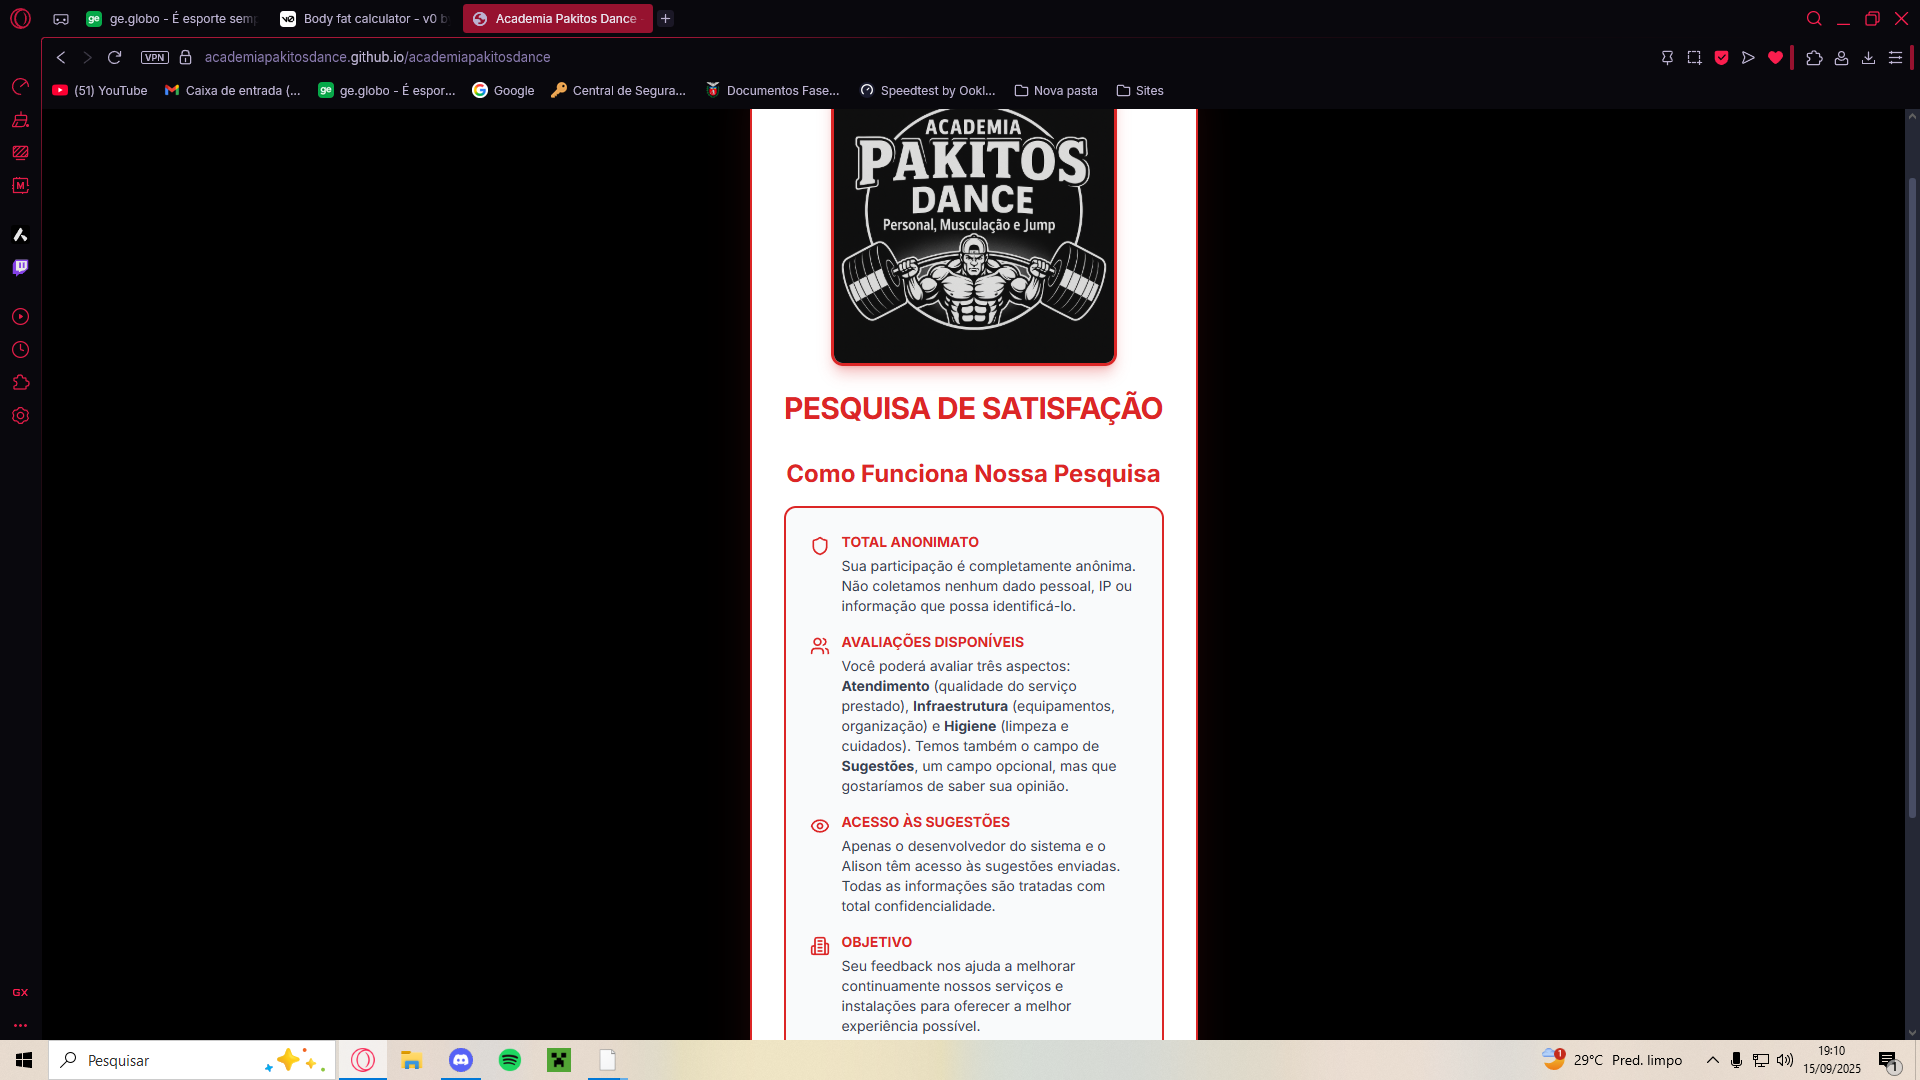 ge.globo - É esporte sem
Body fat calculator - v0 b
Academia Pakitos Dance
VPN
academiapakitosdance.github.io/academiapakitosdance
(51) YouTube
Caixa de entrada (...
ge.globo - É espor...
Google
Central de Segura...
Documentos Fase...
Speedtest by Ookl...
Nova pasta
Sites
ACADEMIA
PAKITOS
DANCE
Personal, Musculação e Jump
PESQUISA DE SATISFAÇÃO
Como Funciona Nossa Pesquisa
TOTAL ANONIMATO
Sua participação é completamente anônima.
Não coletamos nenhum dado pessoal, IP ou
informação que possa identificá-lo.
AVALIAÇÕES DISPONÍVEIS
Você poderá avaliar três aspectos:
Atendimento (qualidade do serviço
prestado), Infraestrutura (equipamentos,
organização) e Higiene (limpeza e
cuidados). Temos também o campo de
Sugestões, um campo opcional, mas que
gostaríamos de saber sua opinião.
ACESSO ÀS SUGESTÕES
Apenas o desenvolvedor do sistema e o
Alison têm acesso às sugestões enviadas.
Todas as informações são tratadas com
total confidencialidade.
OBJETIVO
Seu feedback nos ajuda a melhorar
continuamente nossos serviços e
instalações para oferecer a melhor
experiência possível.
GX
Pesquisar
1
29°C Pred. limpo
19:10
15/09/2025
1